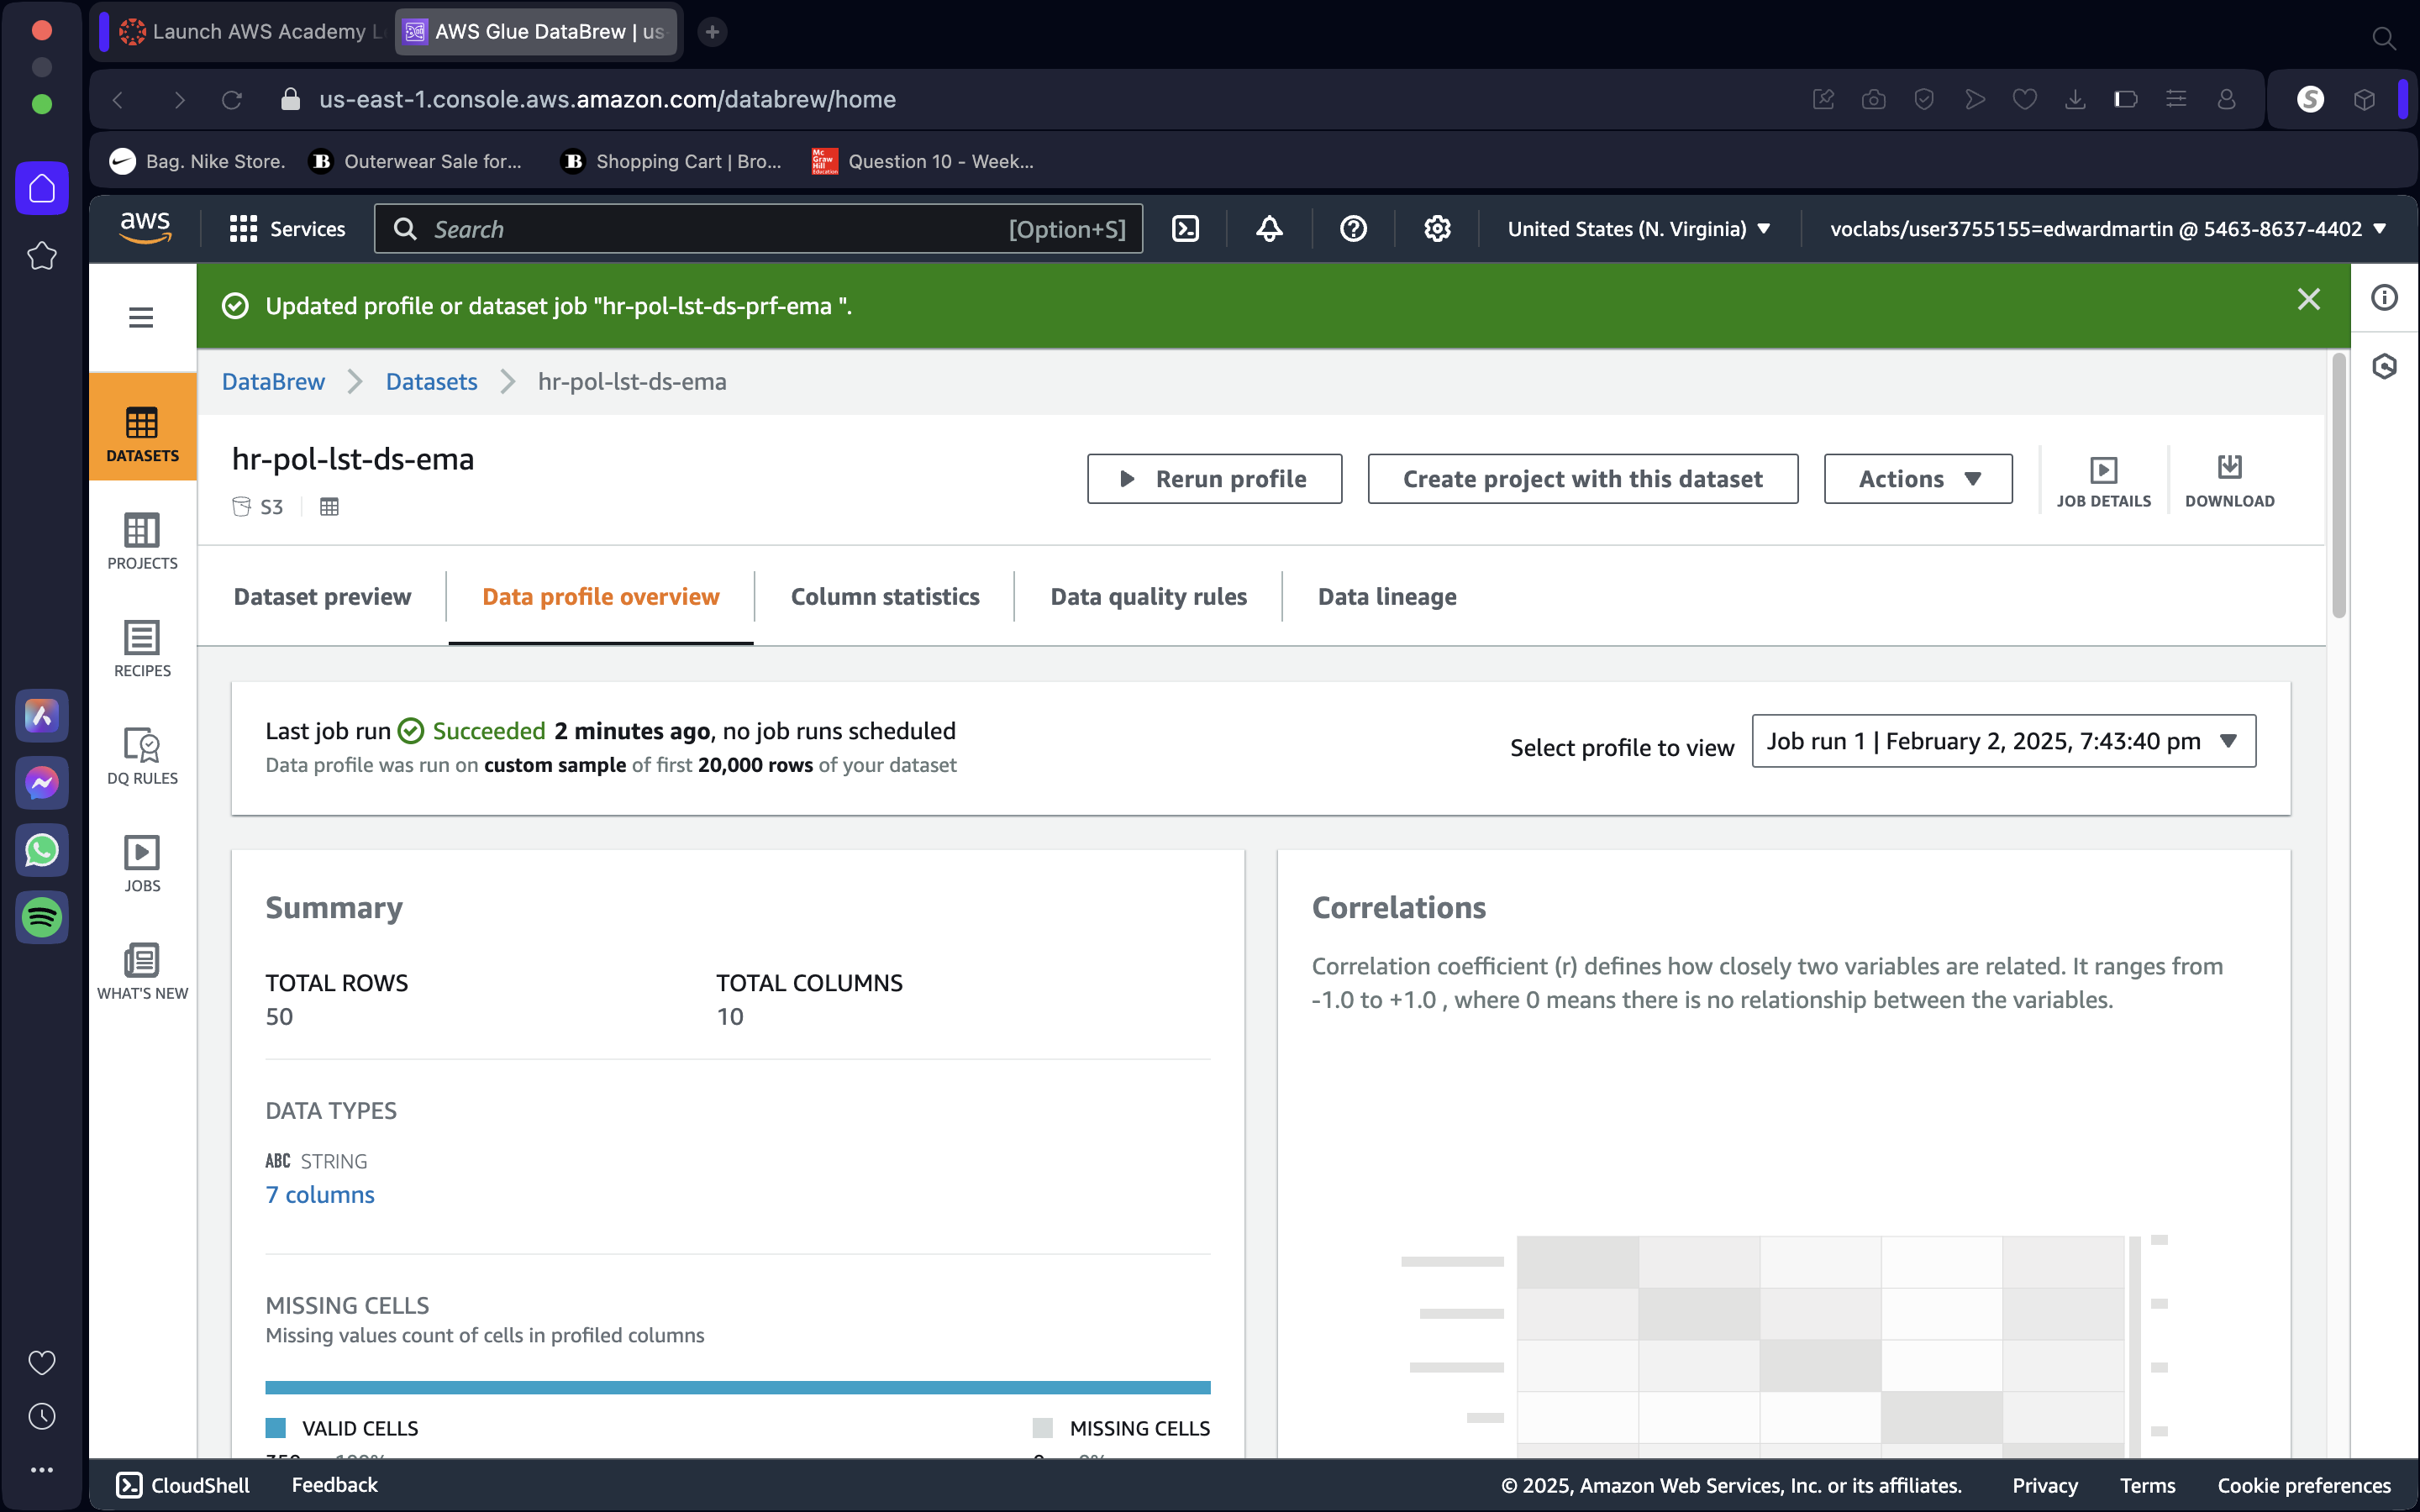 Launch AWS Academy L
AWS Glue DataBrew | us-
us-east-1.console.aws.amazon.com/databrew/home
Bag. Nike Store.
Outerwear Sale for...
Shopping Cart | Bro...
Question 10 - Week...
aws
Services
Search
[Option+S]
United States (N. Virginia)
voclabs/user3755155=edwardmartin @ 5463-8637-4402
Updated profile or dataset job "hr-pol-lst-ds-prf-ema ".
DataBrew
Datasets
hr-pol-lst-ds-ema
DATASETS
PROJECTS
RECIPES
DQ RULES
JOBS
WHAT'S NEW
hr-pol-lst-ds-ema
S3
Rerun profile
Create project with this dataset
Actions
JOB DETAILS
DOWNLOAD
Dataset preview
Data profile overview
Column statistics
Data quality rules
Data lineage
Last job run Succeeded 2 minutes ago, no job runs scheduled
Data profile was run on custom sample of first 20,000 rows of your dataset
Select profile to view
Job run 1 | February 2, 2025, 7:43:40 pm
Summary
TOTAL ROWS
50
TOTAL COLUMNS
10
DATA TYPES
ABC STRING
7 columns
MISSING CELLS
Missing values count of cells in profiled columns
VALID CELLS
MISSING CELLS
Correlations
Correlation coefficient (r) defines how closely two variables are related. It ranges from
-1.0 to +1.0 , where 0 means there is no relationship between the variables.
CloudShell
Feedback
© 2025, Amazon Web Services, Inc. or its affiliates.
Privacy
Terms
Cookie preferences